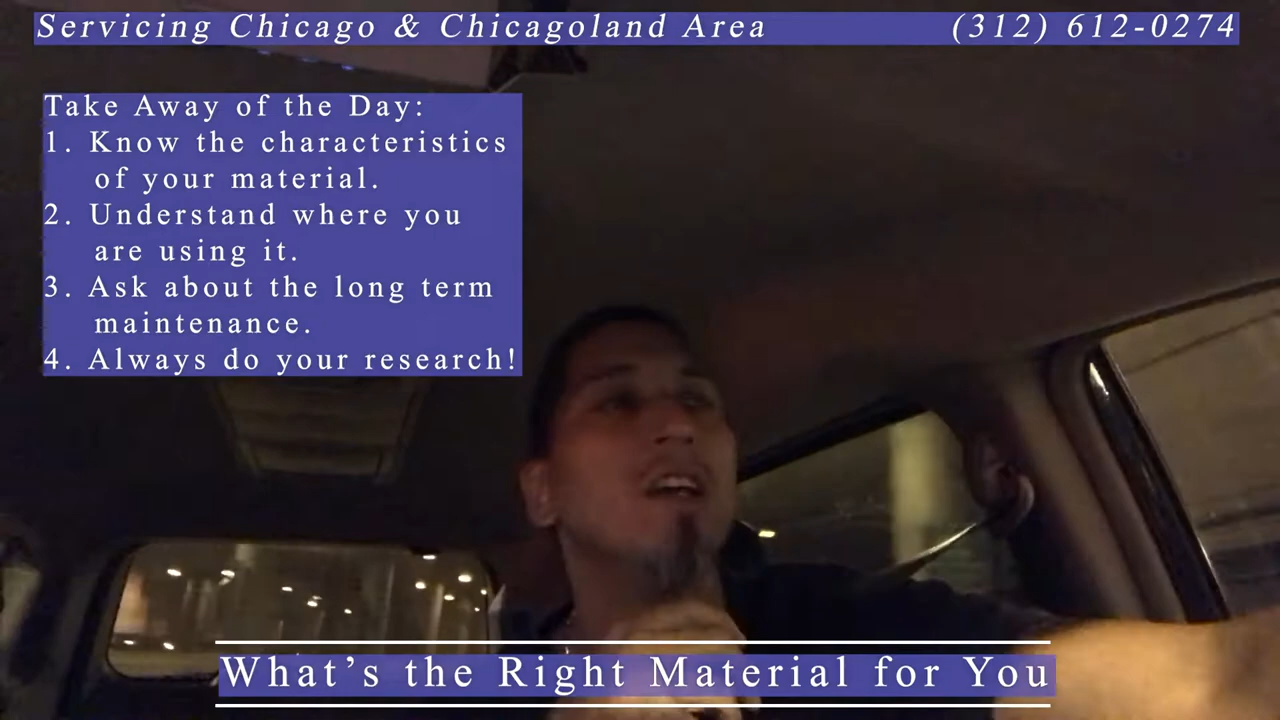 Servicing Chicago & Chicagoland Area (312) 612-0274
Take Away of the Day:
1. Know the characteristics
of your material.
2. Understand where you
are using it.
3. Ask about the long term
maintenance.
4. Always do your research!
What's the Right Material for You